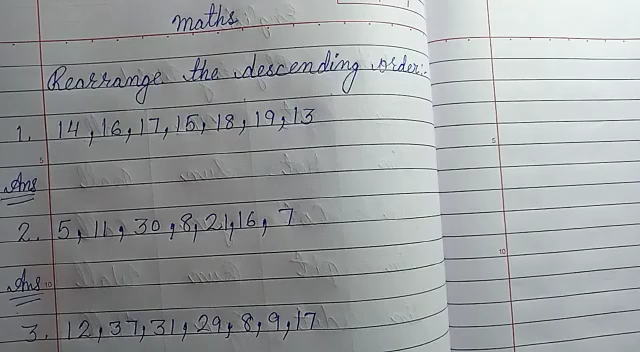 maths
Rearrange the descending order:-
1. 14, 16, 17, 15, 18, 19, 13
Ans
2. 5, 11, 30, 8, 21, 16, 7
Ans
3. 12, 37, 31, 29, 8, 9, 17